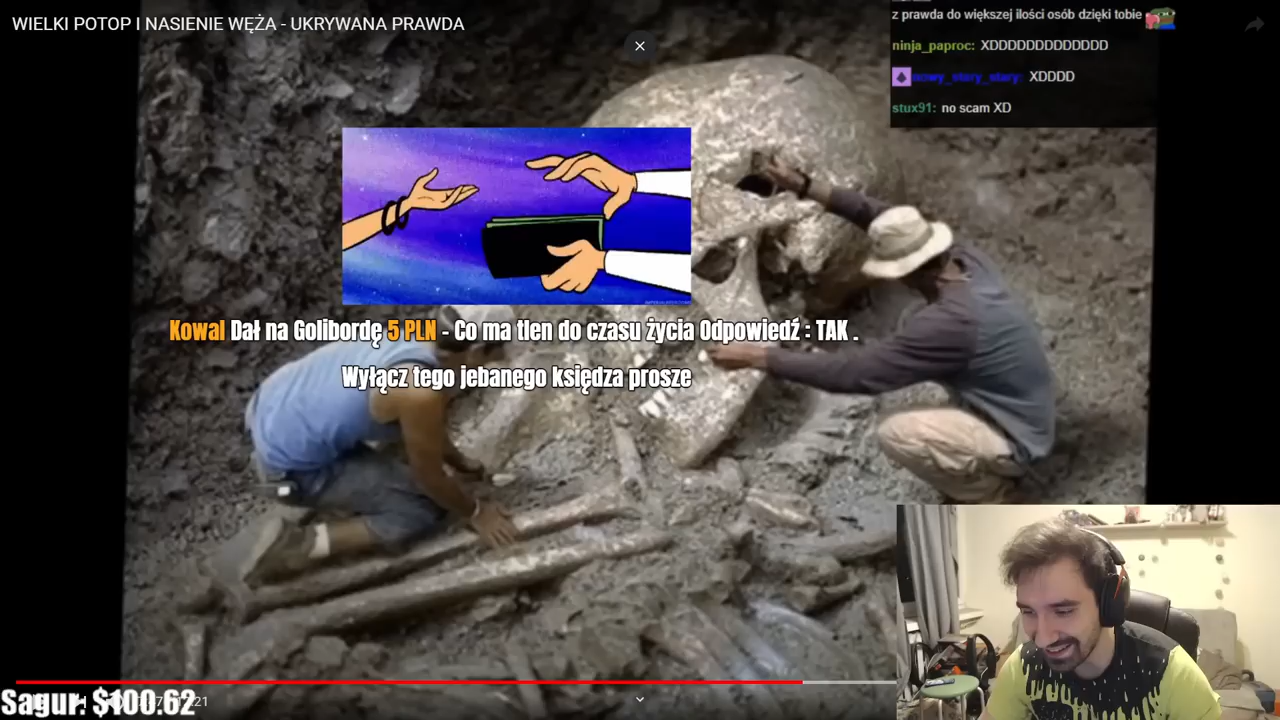 WIELKI POTOP I NASIENIE WĘŻA - UKRYWANA PRAWDA
z prawda do większej ilości osób dzięki tobie
ninja_paproc: XDDDDDDDDDDDDD
nowy_story_stary: XDDDD
stux91: no scam XD
Kowal Dał na Golibordę 5 PLN - Co ma tlen do czasu życia Odpowiedź : TAK .
Wyłącz tego jebanego księdza prosze
Sagur: $100.62